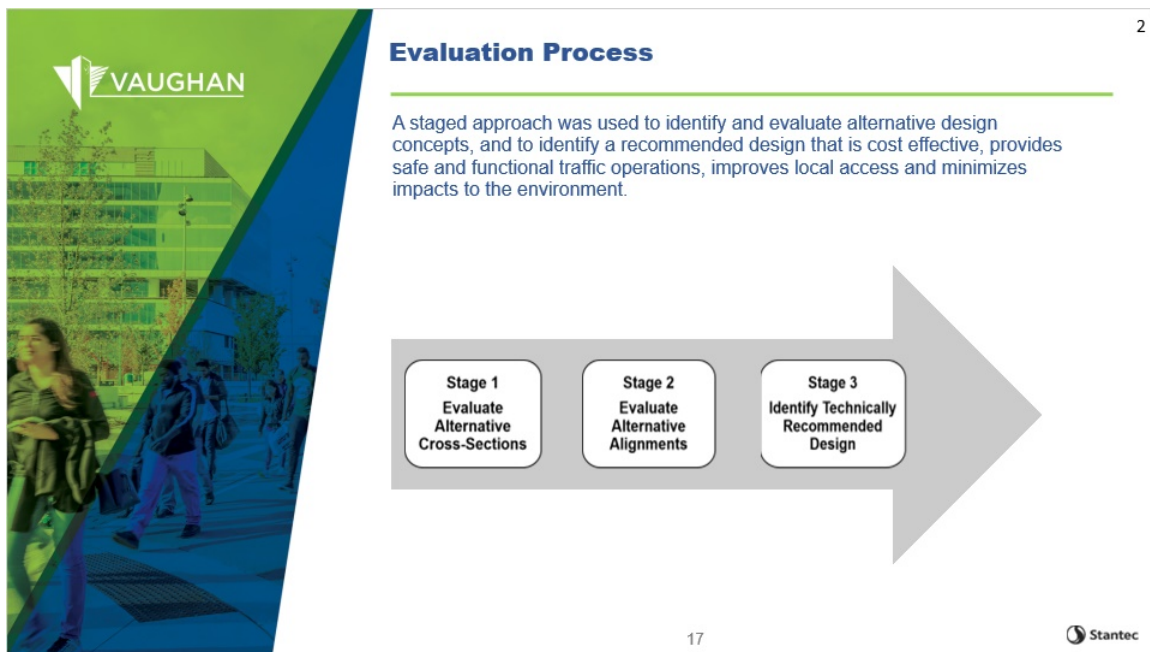 2
VAUGHAN
Evaluation Process
A staged approach was used to identify and evaluate alternative design
concepts, and to identify a recommended design that is cost effective, provides
safe and functional traffic operations, improves local access and minimizes
impacts to the environment.
Stage 1
Evaluate
Alternative
Cross-Sections
Stage 2
Evaluate
Alternative
Alignments
Stage 3
Identify Technically
Recommended
Design
17
Stantec